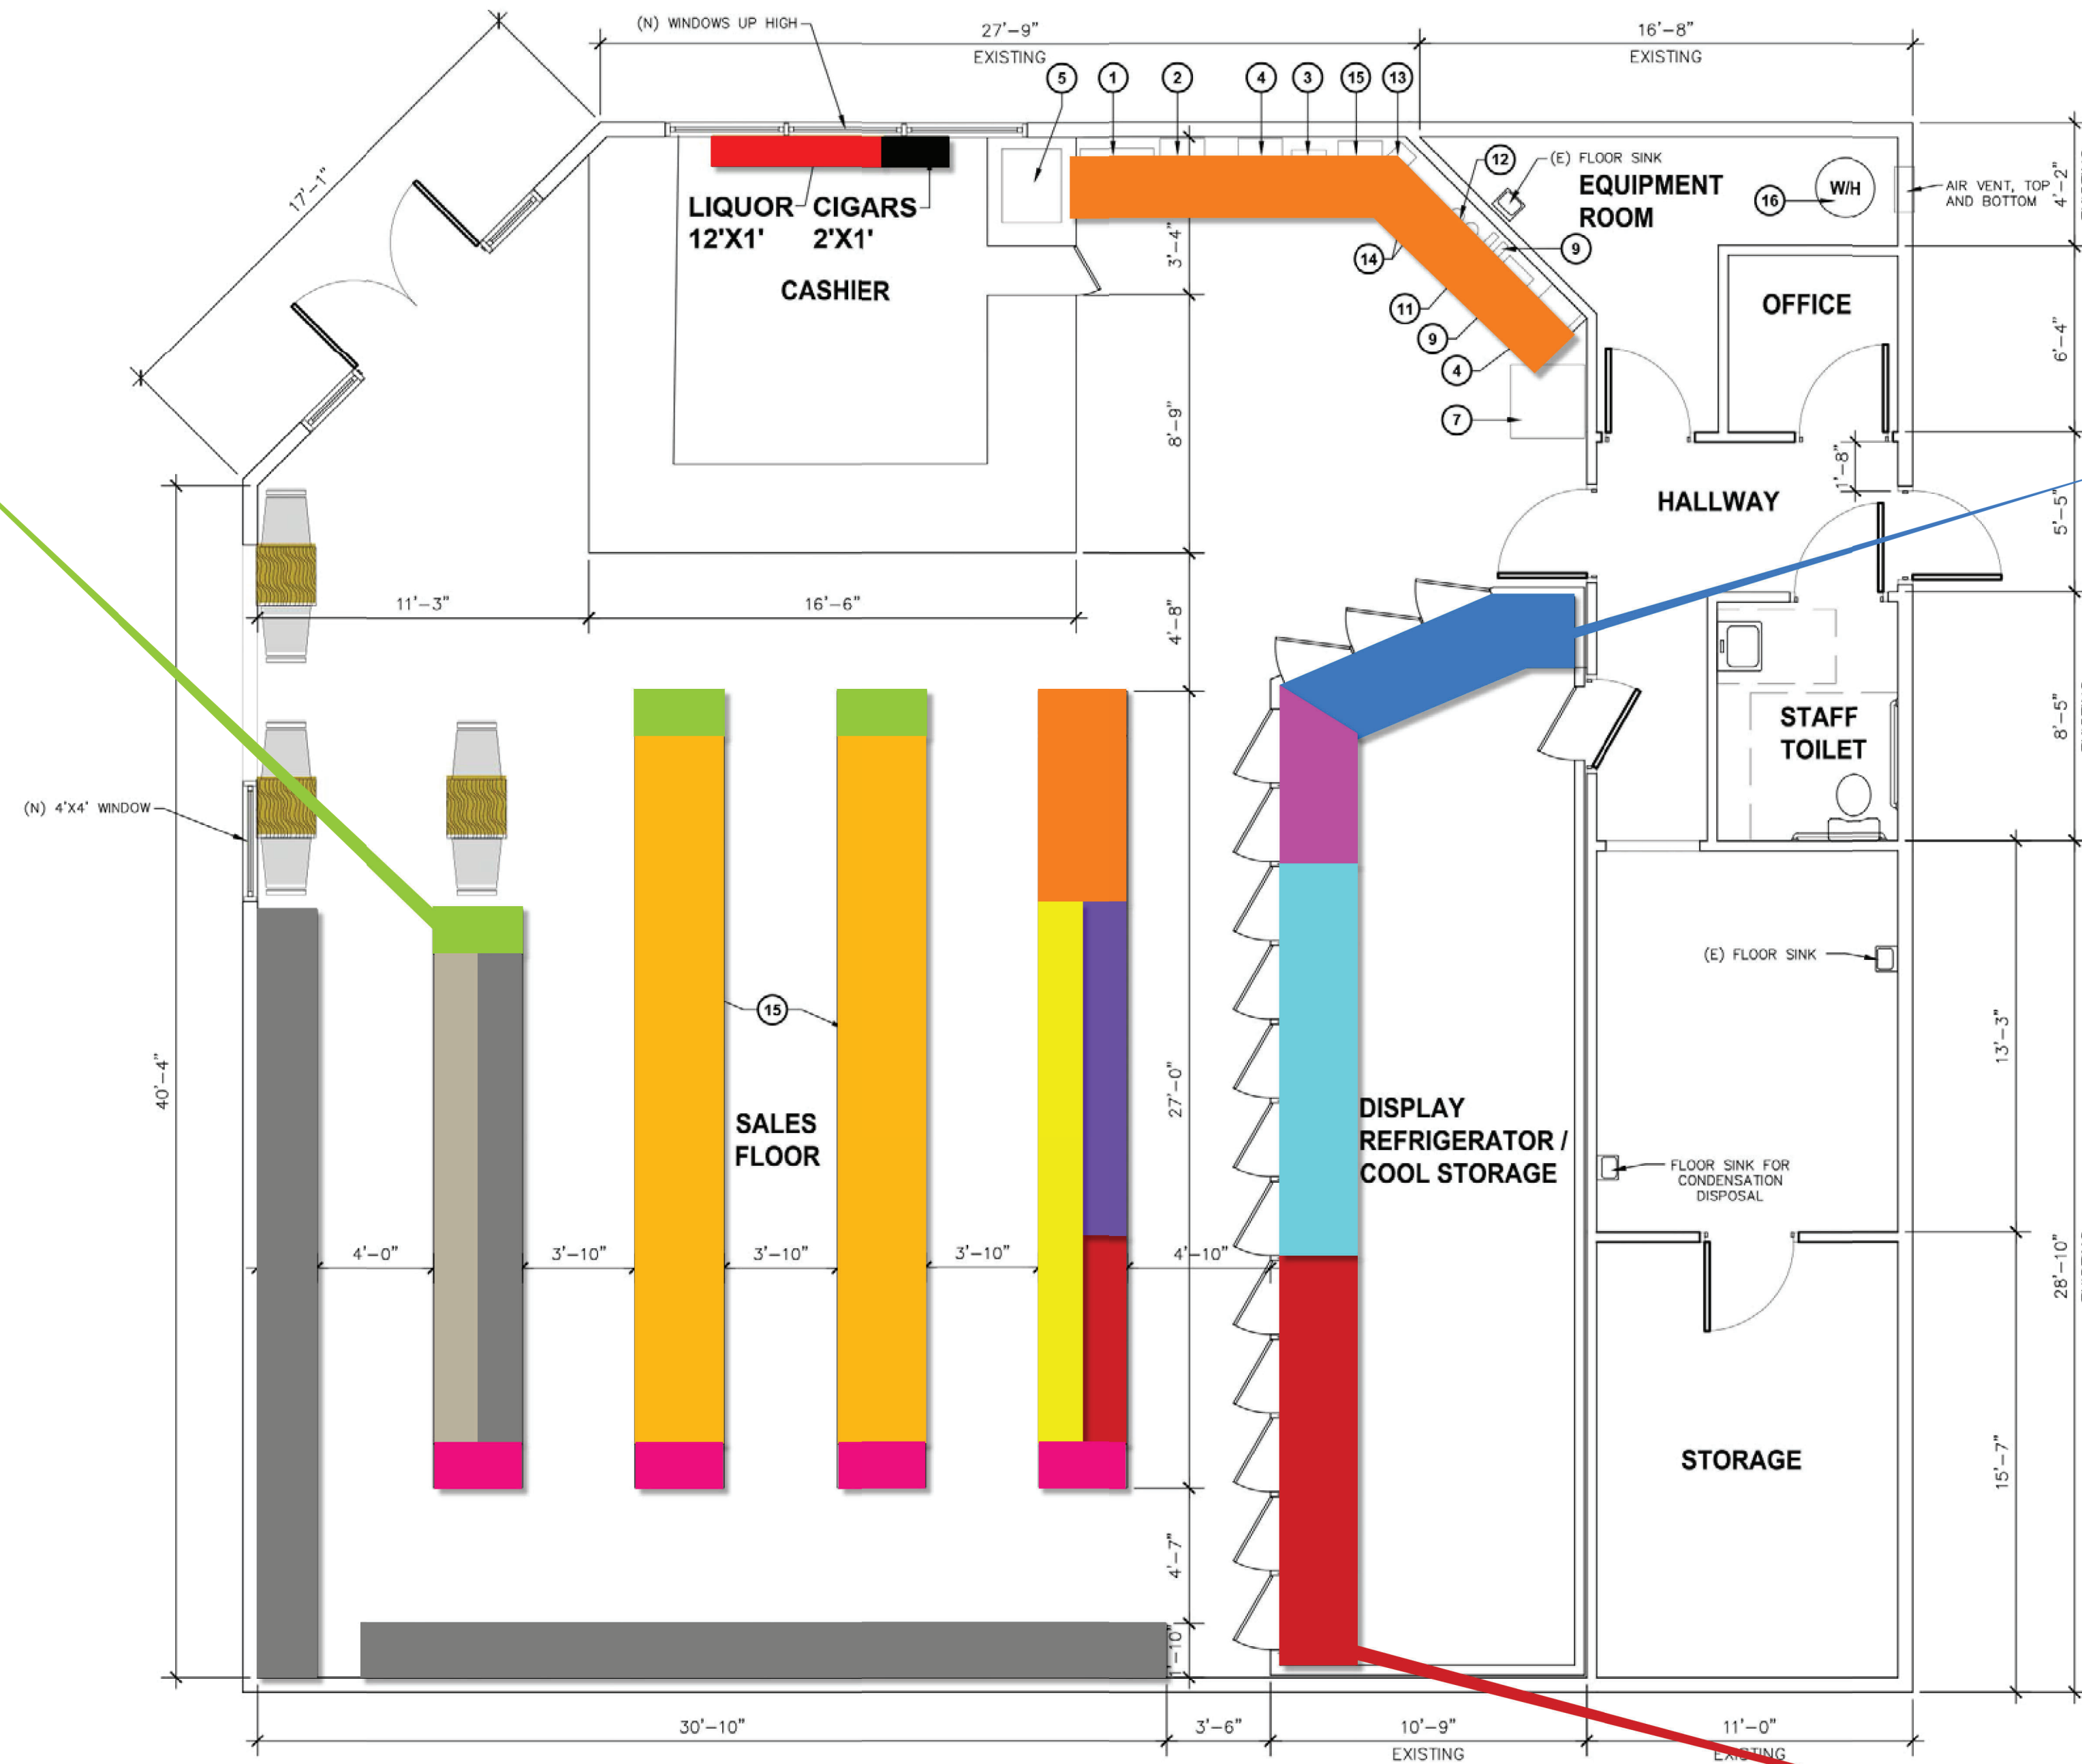 (N) WINDOWS UP HIGH
27'-9"
EXISTING
16'-8"
EXISTING
5
1
2
4
3
15
13
17'-1"
12
(E) FLOOR SINK
EQUIPMENT
ROOM
16
W/H
AIR VENT, TOP
AND BOTTOM
4'-2"
LIQUOR
12'X1'
CIGARS
2'X1'
CASHIER
3'-4"
14
9
11
9
4
7
OFFICE
6'-4"
8'-9"
1'-8"
HALLWAY
5'-5"
11'-3"
16'-6"
4'-8"
STAFF
TOILET
8'-5"
(N) 4'X4' WINDOW
(E) FLOOR SINK
15
40'-4"
13'-3"
27'-0"
SALES
FLOOR
DISPLAY
REFRIGERATOR /
COOL STORAGE
FLOOR SINK FOR
CONDENSATION
DISPOSAL
4'-0"
3'-10"
3'-10"
3'-10"
4'-10"
28'-10"
STORAGE
15'-7"
4'-7"
1'-10"
30'-10"
3'-6"
10'-9"
EXISTING
11'-0"
EXISTING